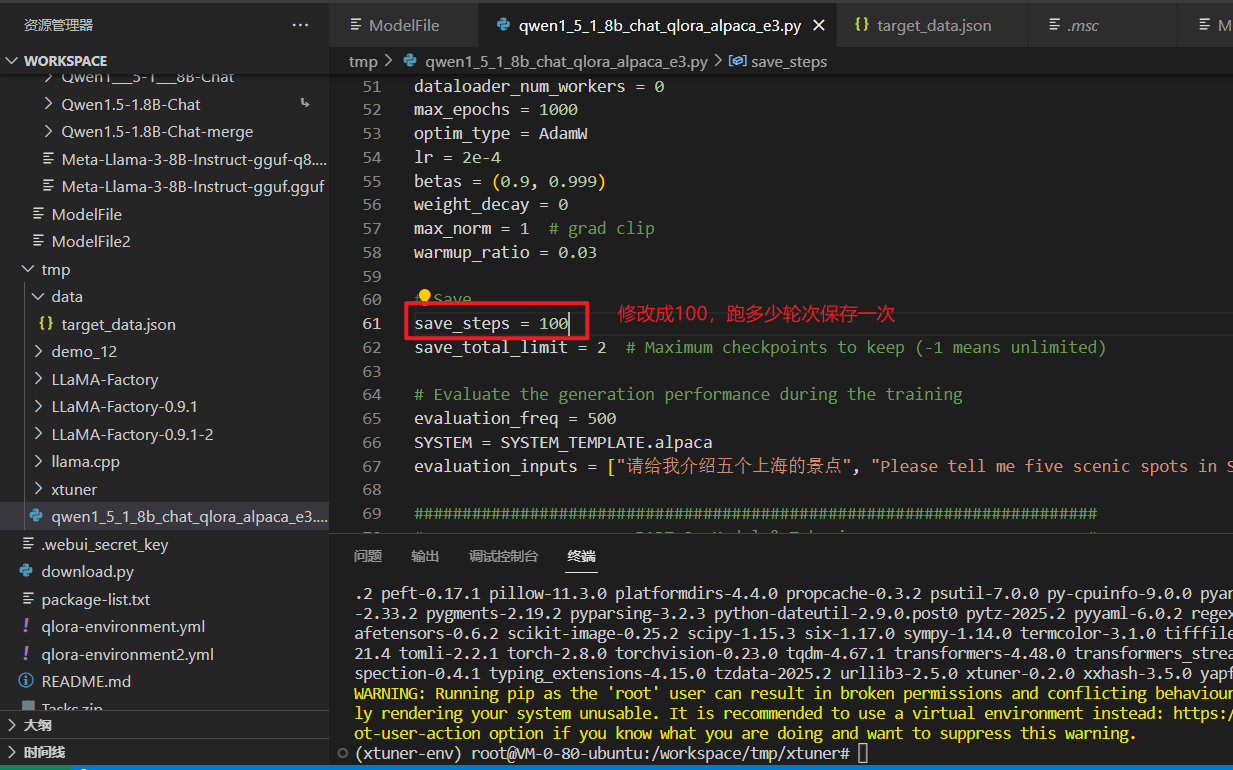 资源管理器
···
ModelFile
qwen1_5_1_8b_chat_qlora_alpaca_e3.py
target_data.json
.msc
M
WORKSPACE
tmp > qwen1_5_1_8b_chat_qlora_alpaca_e3.py > save_steps
Qwen1___5-1___8B-Chat
Qwen1.5-1.8B-Chat
Qwen1.5-1.8B-Chat-merge
Meta-Llama-3-8B-Instruct-gguf-q8....
Meta-Llama-3-8B-Instruct-gguf.gguf
ModelFile
ModelFile2
tmp
data
target_data.json
demo_12
LLaMA-Factory
LLaMA-Factory-0.9.1
LLaMA-Factory-0.9.1-2
llama.cpp
xtuner
qwen1_5_1_8b_chat_qlora_alpaca_e3....
.webui_secret_key
download.py
package-list.txt
qlora-environment.yml
qlora-environment2.yml
README.md
Tasks.zip
大纲
时间线
51 dataloader_num_workers = 0
52 max_epochs = 1000
53 optim_type = AdamW
54 lr = 2e-4
55 betas = (0.9, 0.999)
56 weight_decay = 0
57 max_norm = 1  # grad clip
58 warmup_ratio = 0.03
59
60 # Save
61 save_steps = 100
修改成100，跑多少轮次保存一次
62 save_total_limit = 2  # Maximum checkpoints to keep (-1 means unlimited)
63
64 # Evaluate the generation performance during the training
65 evaluation_freq = 500
66 SYSTEM = SYSTEM_TEMPLATE.alpaca
67 evaluation_inputs = ["请给我介绍五个上海的景点", "Please tell me five scenic spots in S
68
69 #######################################################################
问题 输出 调试控制台 终端
.2 peft-0.17.1 pillow-11.3.0 platformdirs-4.4.0 propcache-0.3.2 psutil-7.0.0 py-cpuinfo-9.0.0 pyar
-2.33.2 pygments-2.19.2 pyparsing-3.2.3 python-dateutil-2.9.0.post0 pytz-2025.2 pyyaml-6.0.2 regex
afetensors-0.6.2 scikit-image-0.25.2 scipy-1.15.3 six-1.17.0 sympy-1.14.0 termcolor-3.1.0 tifffile
21.4 tomli-2.2.1 torch-2.8.0 torchvision-0.23.0 tqdm-4.67.1 transformers-4.48.0 transformers_strea
spection-0.4.1 typing_extensions-4.15.0 tzdata-2025.2 urllib3-2.5.0 xtuner-0.2.0 xxhash-3.5.0 yapf
WARNING: Running pip as the 'root' user can result in broken permissions and conflicting behaviour
ly rendering your system unusable. It is recommended to use a virtual environment instead: https:/
ot-user-action option if you know what you are doing and want to suppress this warning.
(xtuner-env) root@VM-0-80-ubuntu:/workspace/tmp/xtuner#